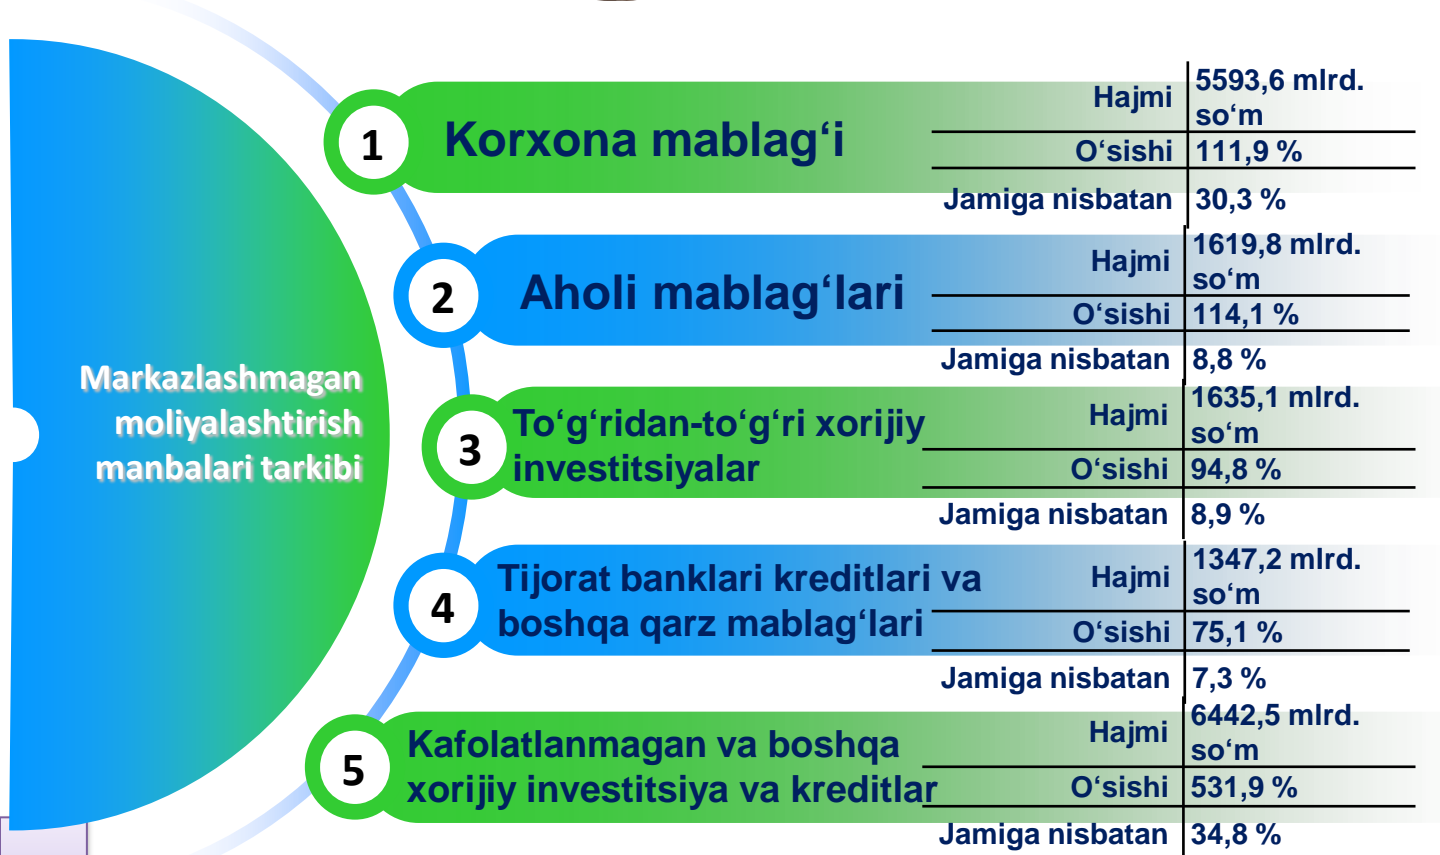 Markazlashmagan
moliyalashtirish
manbalari tarkibi
1
Korxona mablag‘i
Hajmi
5593,6 mlrd.
so‘m
O‘sishi
111,9 %
Jamiga nisbatan
30,3 %
2
Aholi mablag‘lari
Hajmi
1619,8 mlrd.
so‘m
O‘sishi
114,1 %
Jamiga nisbatan
8,8 %
3
To‘g‘ridan-to‘g‘ri xorijiy
investitsiyalar
Hajmi
1635,1 mlrd.
so‘m
O‘sishi
94,8 %
Jamiga nisbatan
8,9 %
4
Tijorat banklari kreditlari va
boshqa qarz mablag‘lari
Hajmi
1347,2 mlrd.
so‘m
O‘sishi
75,1 %
Jamiga nisbatan
7,3 %
5
Kafolatlanmagan va boshqa
xorijiy investitsiya va kreditlar
Hajmi
6442,5 mlrd.
so‘m
O‘sishi
531,9 %
Jamiga nisbatan
34,8 %